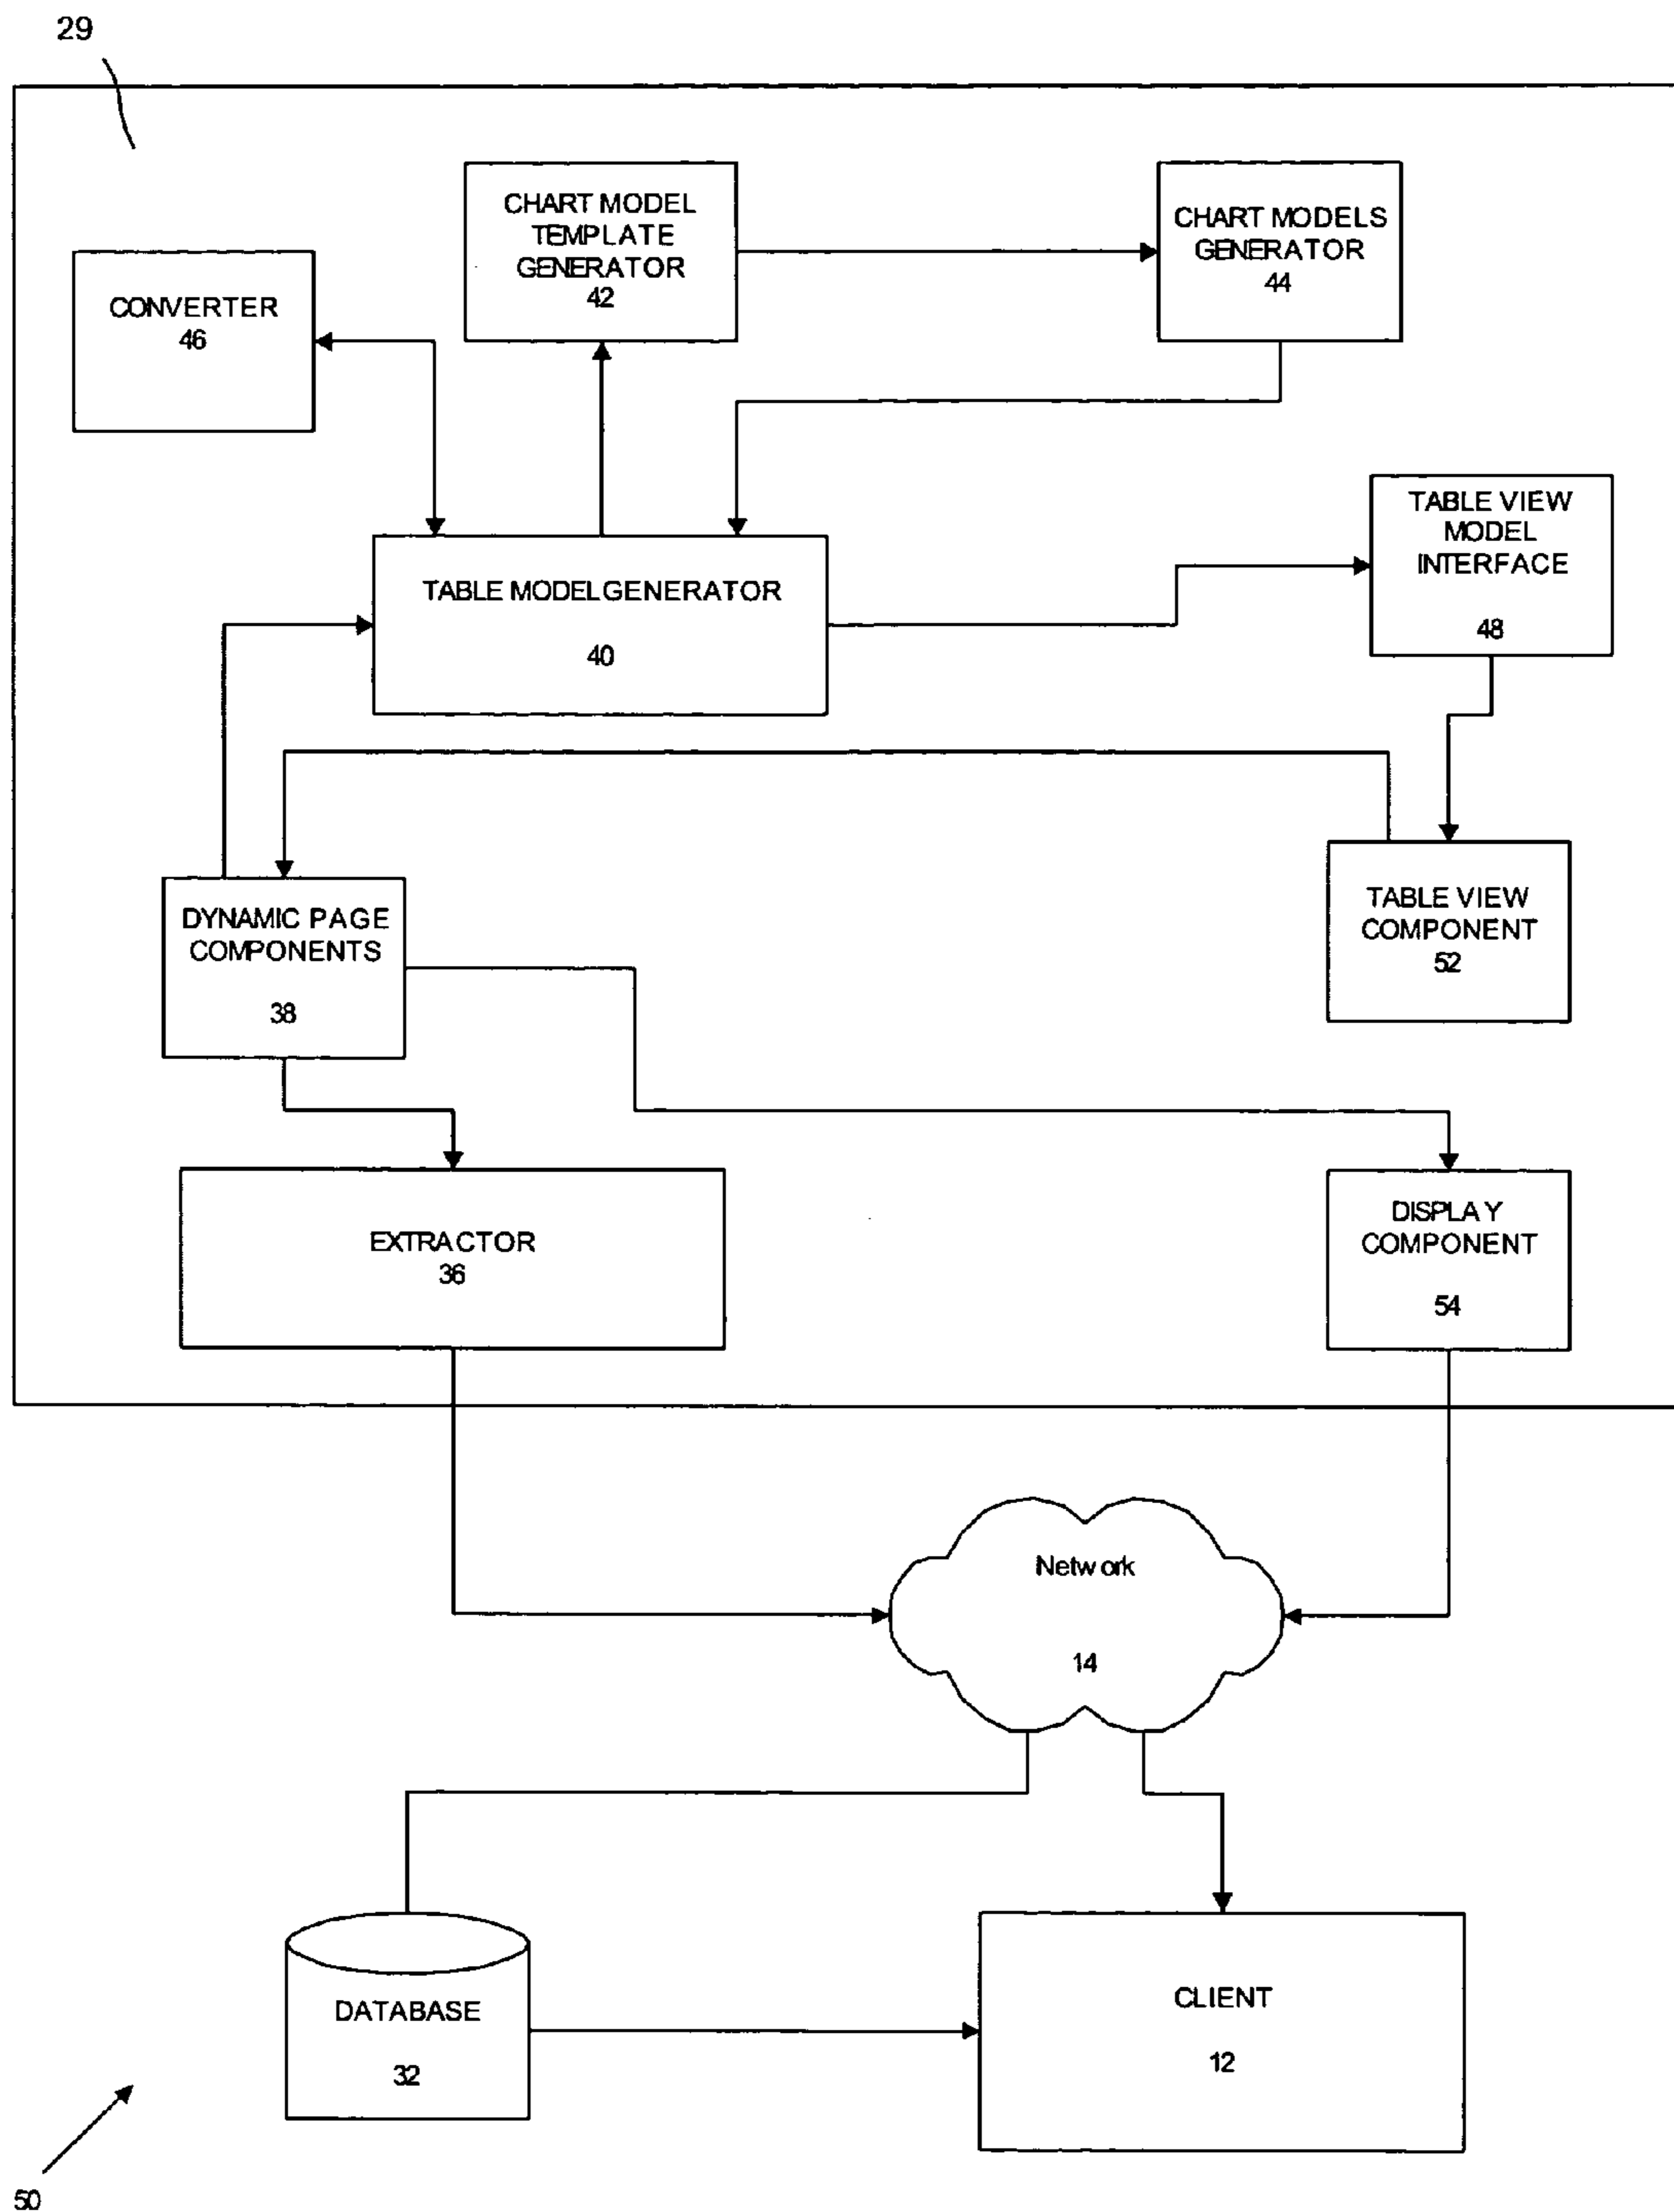 29
CHART MODEL
TEMPLATE
GENERATOR
42
CHART MODELS
GENERATOR
44
CONVERTER
46
TABLE VIEW
MODEL
INTERFACE
48
TABLE MODEL GENERATOR
40
DYNAMIC PAGE
COMPONENTS
38
TABLE VIEW
COMPONENT
52
EXTRACTOR
36
DISPLAY
COMPONENT
54
Network
14
DATABASE
32
CLIENT
12
50